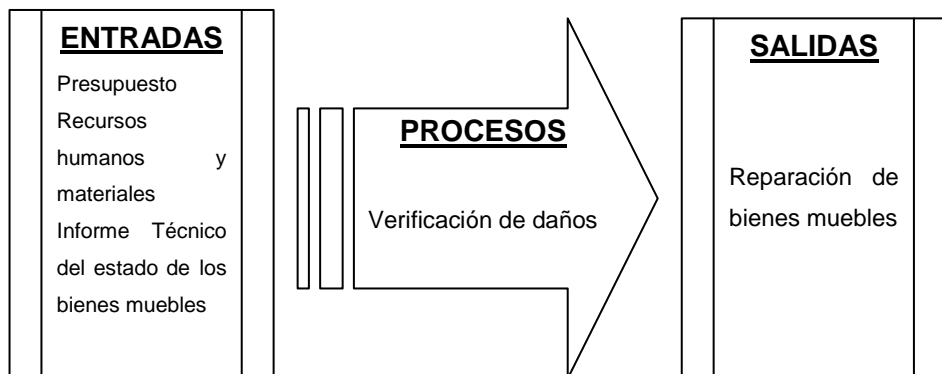 ENTRADAS
Presupuesto
Recursos
humanos y
materiales
Informe Técnico
del estado de los
bienes muebles
PROCESOS
Verificación de daños
SALIDAS
Reparación de
bienes muebles